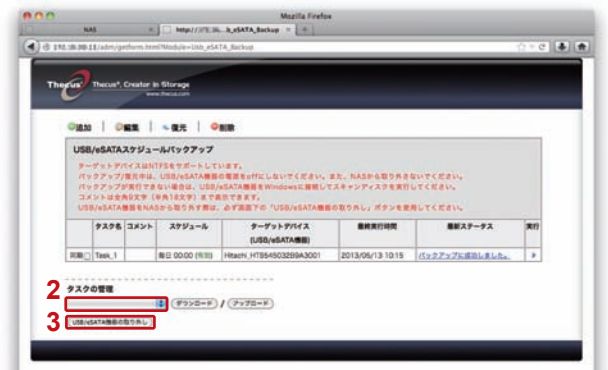 Mozilla Firefox
NAS
http://
b_eSATA_Backup
/adm/getform.html?Module=Usb_eSATA_Backup
Thecus
Thecus®, Creator in Storage
www.thecus.com
追加 | 編集 | 復元 | 削除
USB/eSATAスケジュールバックアップ
ターゲットデバイスはNTFSをサポートしています。
バックアップ/復元中は、USB/eSATA機器の電源をoffにしないでください。また、NASから取り外さないでください。
バックアップが実行できない場合は、USB/eSATA機器をWindowsに接続してスキャンディスクを実行してください。
コメントは全角9文字（半角18文字）まで表示できます。
USB/eSATA機器をNASから取り外す際は、必ず画面下の「USB/eSATA機器の取り外し」ボタンを使用してください。
タスク名 コメント スケジュール ターゲットデバイス 最終実行時間 最新ステータス 実行
(USB/eSATA機器)
同期 Task_1 毎日 00:00 (有効) Hitachi_HTS545032B9A3001 2013/05/13 10:15 バックアップに成功しました。
タスクの管理
2
ダウンロード / アップロード
3
USB/eSATA機器の取り外し